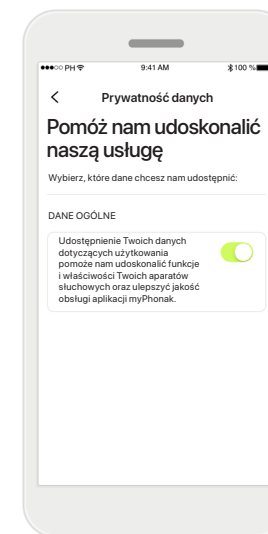 PH 9:41 AM 100 %
Prywatność danych
Pomóż nam udoskonalić
naszą usługę
Wybierz, które dane chcesz nam udostępnić:
DANE OGÓLNE
Udostępnienie Twoich danych
dotyczących użytkowania
pomoże nam udoskonalić funkcje
i właściwości Twoich aparatów
słuchowych oraz ulepszyć jakość
obsługi aplikacji myPhonak.